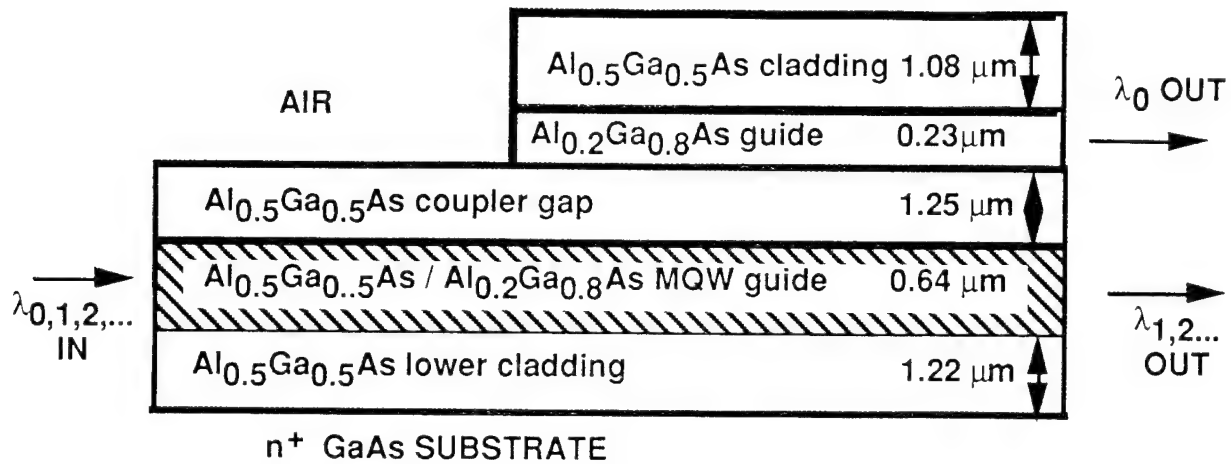 Al0.5Ga0.5As cladding 1.08 μm
AIR
λ0 OUT
Al0.2Ga0.8As guide 0.23μm
Al0.5Ga0.5As coupler gap 1.25 μm
Al0.5Ga0..5As / Al0.2Ga0.8As MQW guide 0.64 μm
λ0,1,2,...
IN
λ1,2...
OUT
Al0.5Ga0.5As lower cladding 1.22 μm
n+ GaAs SUBSTRATE